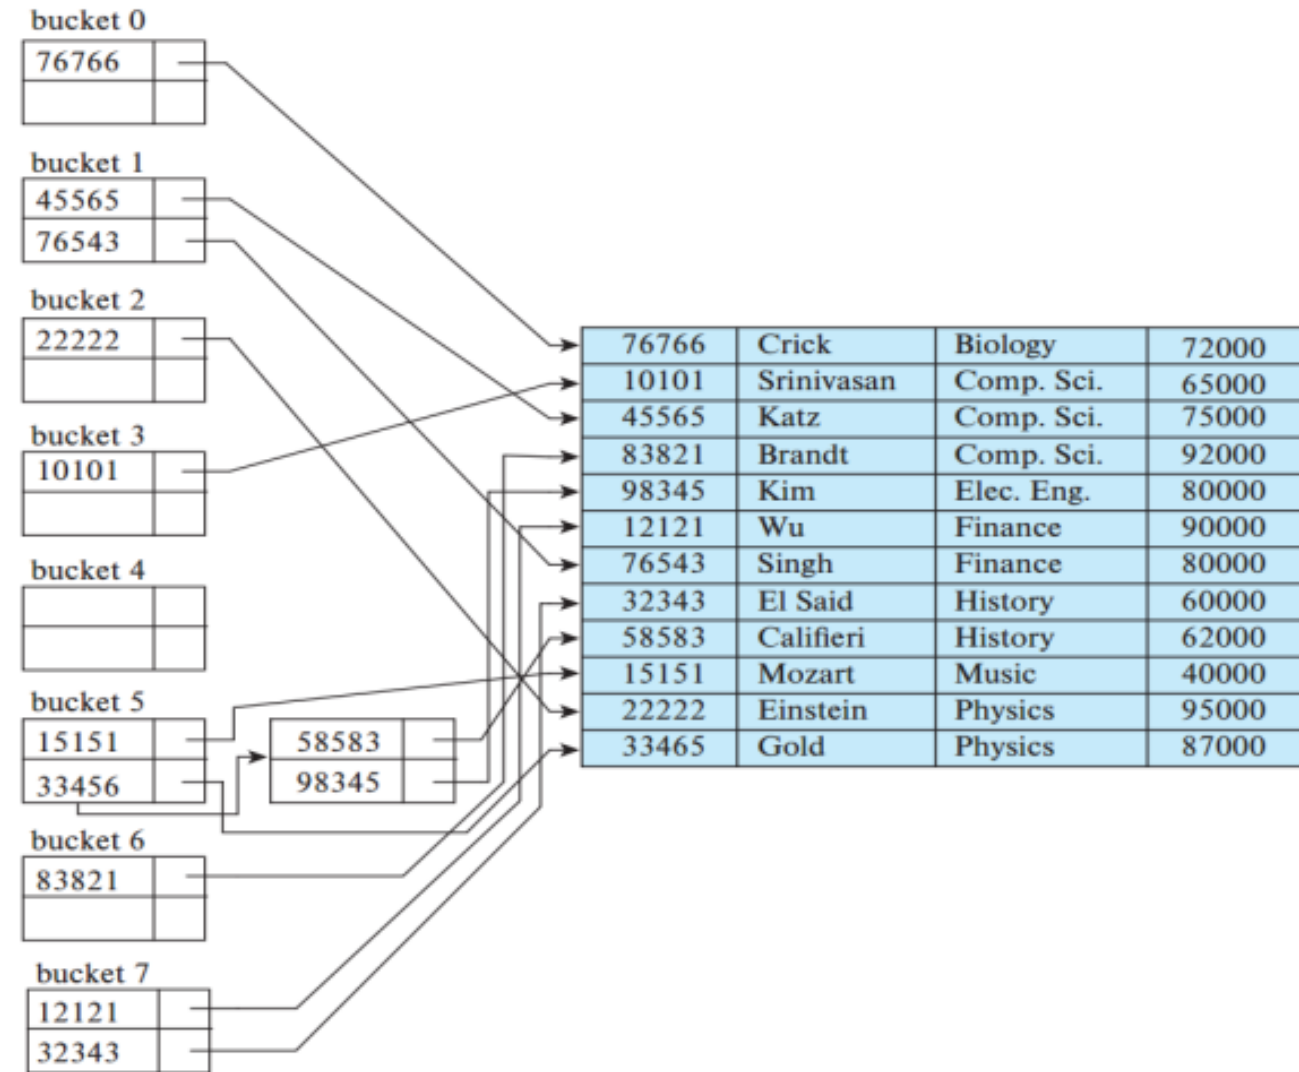 bucket 0
76766
bucket 1
45565
76543
bucket 2
22222
bucket 3
10101
bucket 4
bucket 5
15151
33456
58583
98345
bucket 6
83821
bucket 7
12121
32343
76766 Crick Biology 72000
10101 Srinivasan Comp. Sci. 65000
45565 Katz Comp. Sci. 75000
83821 Brandt Comp. Sci. 92000
98345 Kim Elec. Eng. 80000
12121 Wu Finance 90000
76543 Singh Finance 80000
32343 El Said History 60000
58583 Califieri History 62000
15151 Mozart Music 40000
22222 Einstein Physics 95000
33465 Gold Physics 87000